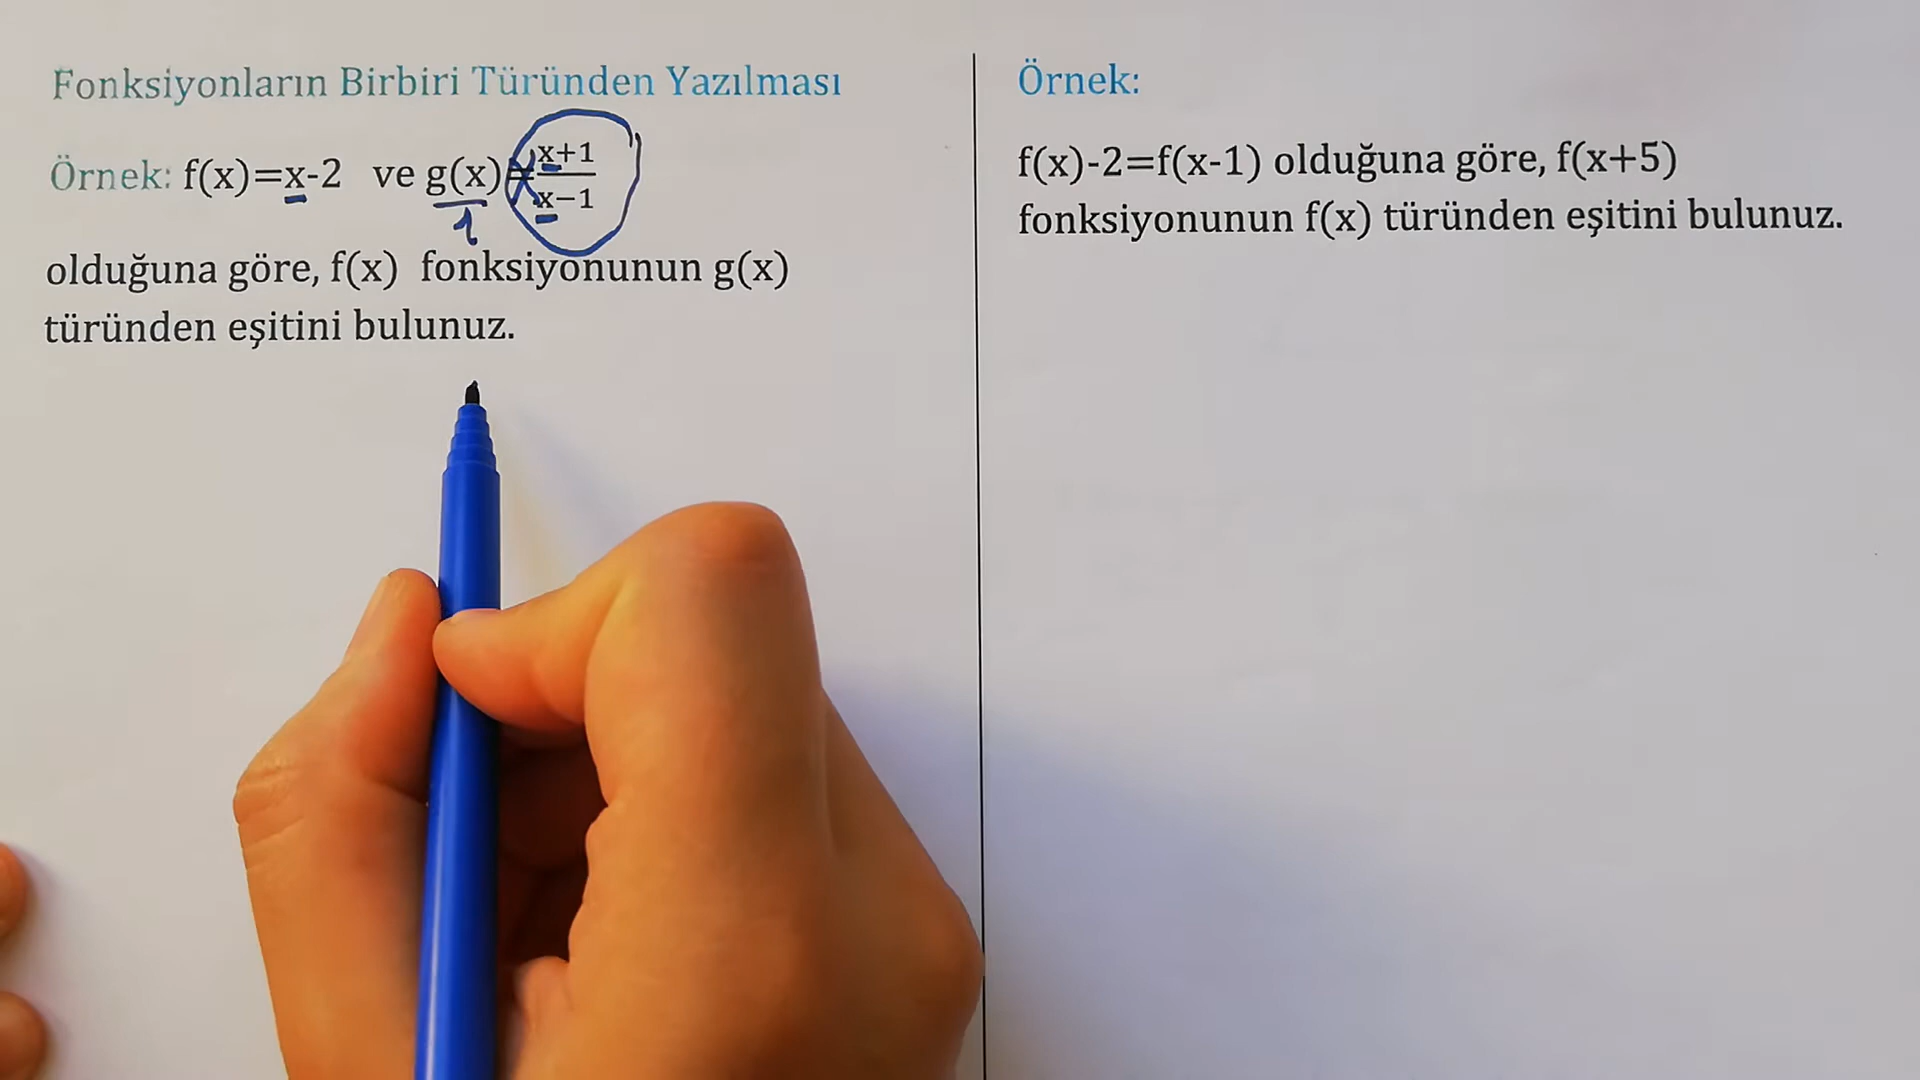 Fonksiyonların Birbiri Türünden Yazılması
Örnek: f(x)=x-2 ve g(x)=x+1/x−1
1
olduğuna göre, f(x) fonksiyonunun g(x)
türünden eşitini bulunuz.
Örnek:
f(x)-2=f(x-1) olduğuna göre, f(x+5)
fonksiyonunun f(x) türünden eşitini bulunuz.